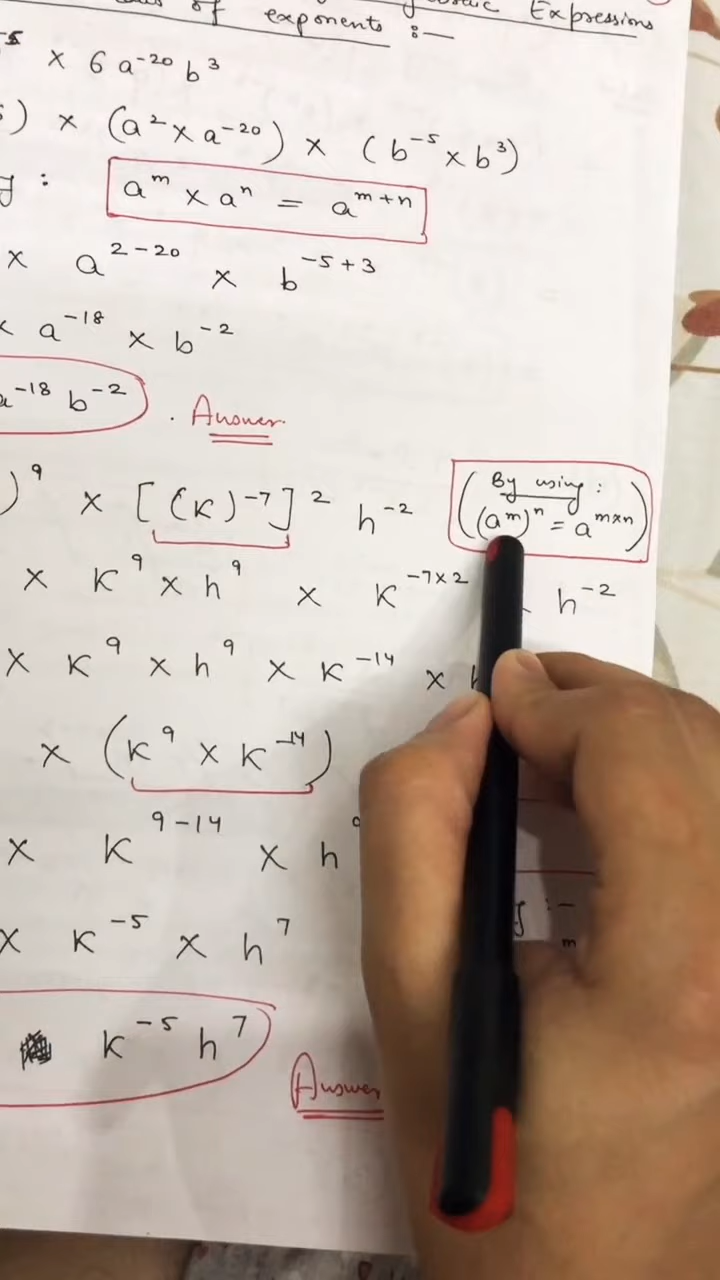 of exponents :— Expressions
× 6 a⁻²⁰ b³
) × (a² × a⁻²⁰) × (b⁻⁵ × b³)
: aᵐ × aⁿ = aᵐ⁺ⁿ
× a²⁻²⁰ × b⁻⁵⁺³
× a⁻¹⁸ × b⁻²
a⁻¹⁸ b⁻² . Answer.
)⁹ × [(K)⁻⁷]² h⁻² (By using :
(aᵐ)ⁿ = aᵐˣⁿ)
× K⁹ × h⁹ × K⁻⁷ˣ² h⁻²
× K⁹ × h⁹ × K⁻¹⁴ ×
× (K⁹ × K⁻¹⁴)
× K⁹⁻¹⁴ × h
× K⁻⁵ × h⁷
K⁻⁵ h⁷
Answer